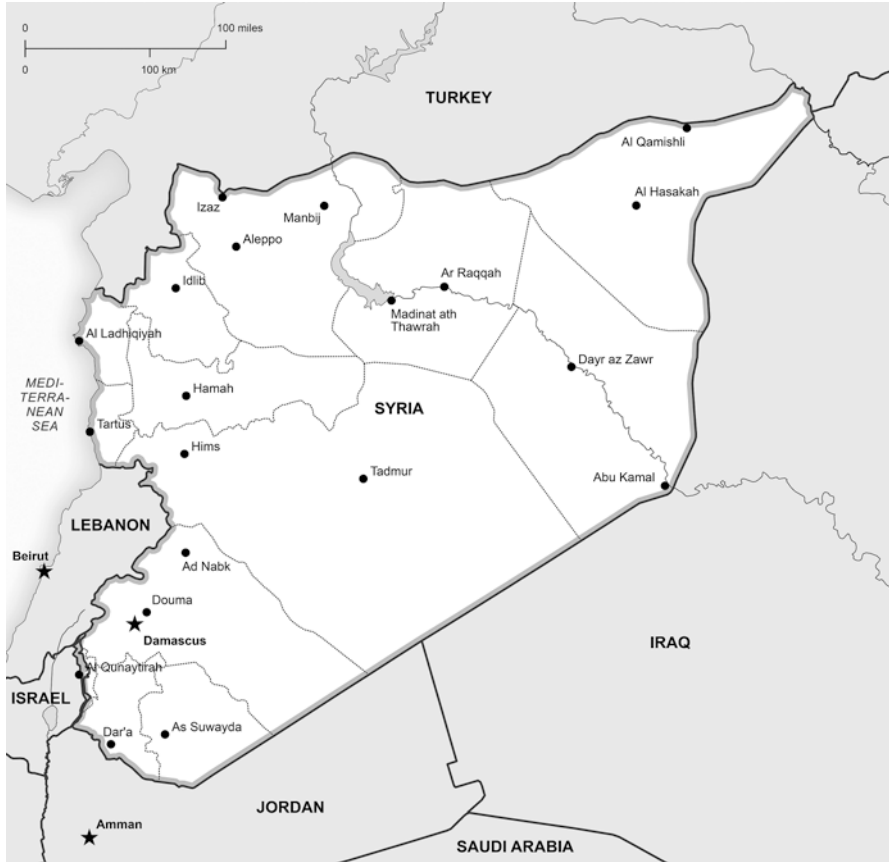 0
100 miles
0
100 km
TURKEY
Al Qamishli
Al Hasakah
Izaz
Manbij
Aleppo
Idlib
Ar Raqqah
Madinat ath
Thawrah
Al Ladhiqiyah
Dayr az Zawr
MEDI-
TERRA-
NEAN
SEA
Hamah
SYRIA
Tartus
Hims
Tadmur
Abu Kamal
LEBANON
Beirut
Ad Nabk
Douma
Damascus
IRAQ
Al Qunaytirah
ISRAEL
Dar'a
As Suwayda
JORDAN
Amman
SAUDI ARABIA